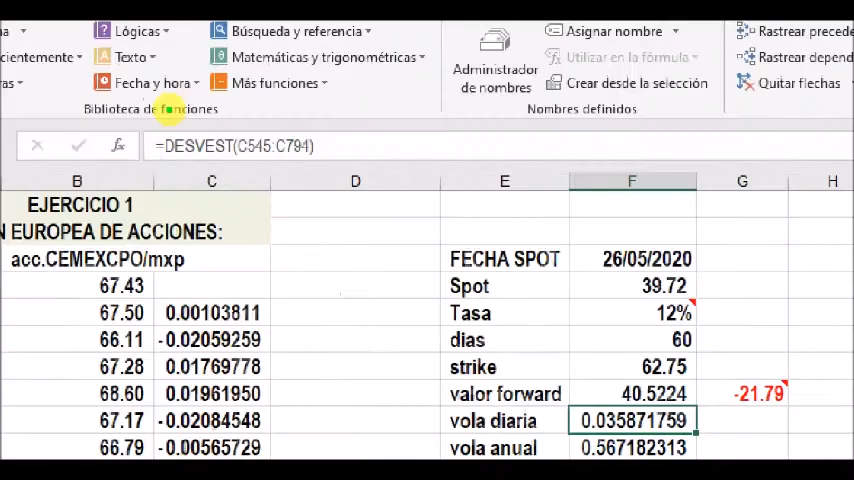 Lógicas
Búsqueda y referencia
Asignar nombre
Rastrear precede
cientemente
Texto
Matemáticas y trigonométricas
Utilizar en la fórmula
Rastrear depend
ras
Fecha y hora
Más funciones
Administrador
de nombres
Crear desde la selección
Quitar flechas
Biblioteca de funciones
Nombres definidos
fx
=DESVEST(C545:C794)
B C D E F G H
EJERCICIO 1
N EUROPEA DE ACCIONES:
acc.CEMEXCPO/mxp FECHA SPOT 26/05/2020
67.43 Spot 39.72
67.50 0.00103811 Tasa 12%
66.11 -0.02059259 dias 60
67.28 0.01769778 strike 62.75
68.60 0.01961950 valor forward 40.5224 -21.79
67.17 -0.02084548 vola diaria 0.035871759
66.79 -0.00565729 vola anual 0.567182313